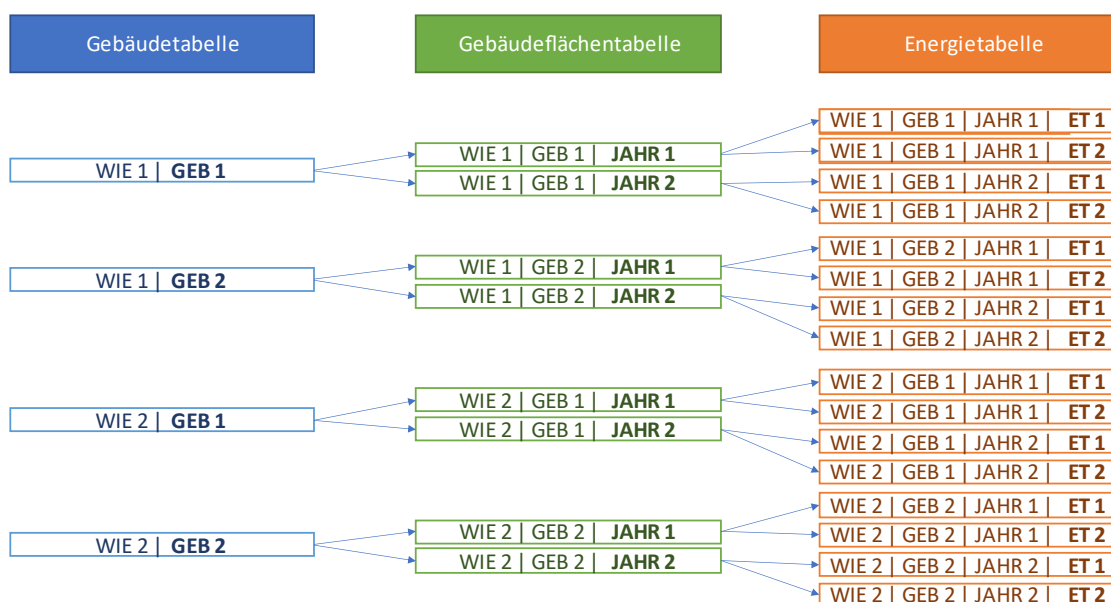 Gebäudetabelle
Gebäudeflächentabelle
Energietabelle
WIE 1 | GEB 1
WIE 1 | GEB 1 | JAHR 1
WIE 1 | GEB 1 | JAHR 2
WIE 1 | GEB 1 | JAHR 1 | ET 1
WIE 1 | GEB 1 | JAHR 1 | ET 2
WIE 1 | GEB 1 | JAHR 2 | ET 1
WIE 1 | GEB 1 | JAHR 2 | ET 2
WIE 1 | GEB 2
WIE 1 | GEB 2 | JAHR 1
WIE 1 | GEB 2 | JAHR 2
WIE 1 | GEB 2 | JAHR 1 | ET 1
WIE 1 | GEB 2 | JAHR 1 | ET 2
WIE 1 | GEB 2 | JAHR 2 | ET 1
WIE 1 | GEB 2 | JAHR 2 | ET 2
WIE 2 | GEB 1
WIE 2 | GEB 1 | JAHR 1
WIE 2 | GEB 1 | JAHR 2
WIE 2 | GEB 1 | JAHR 1 | ET 1
WIE 2 | GEB 1 | JAHR 1 | ET 2
WIE 2 | GEB 1 | JAHR 2 | ET 1
WIE 2 | GEB 1 | JAHR 2 | ET 2
WIE 2 | GEB 2
WIE 2 | GEB 2 | JAHR 1
WIE 2 | GEB 2 | JAHR 2
WIE 2 | GEB 2 | JAHR 1 | ET 1
WIE 2 | GEB 2 | JAHR 1 | ET 2
WIE 2 | GEB 2 | JAHR 2 | ET 1
WIE 2 | GEB 2 | JAHR 2 | ET 2